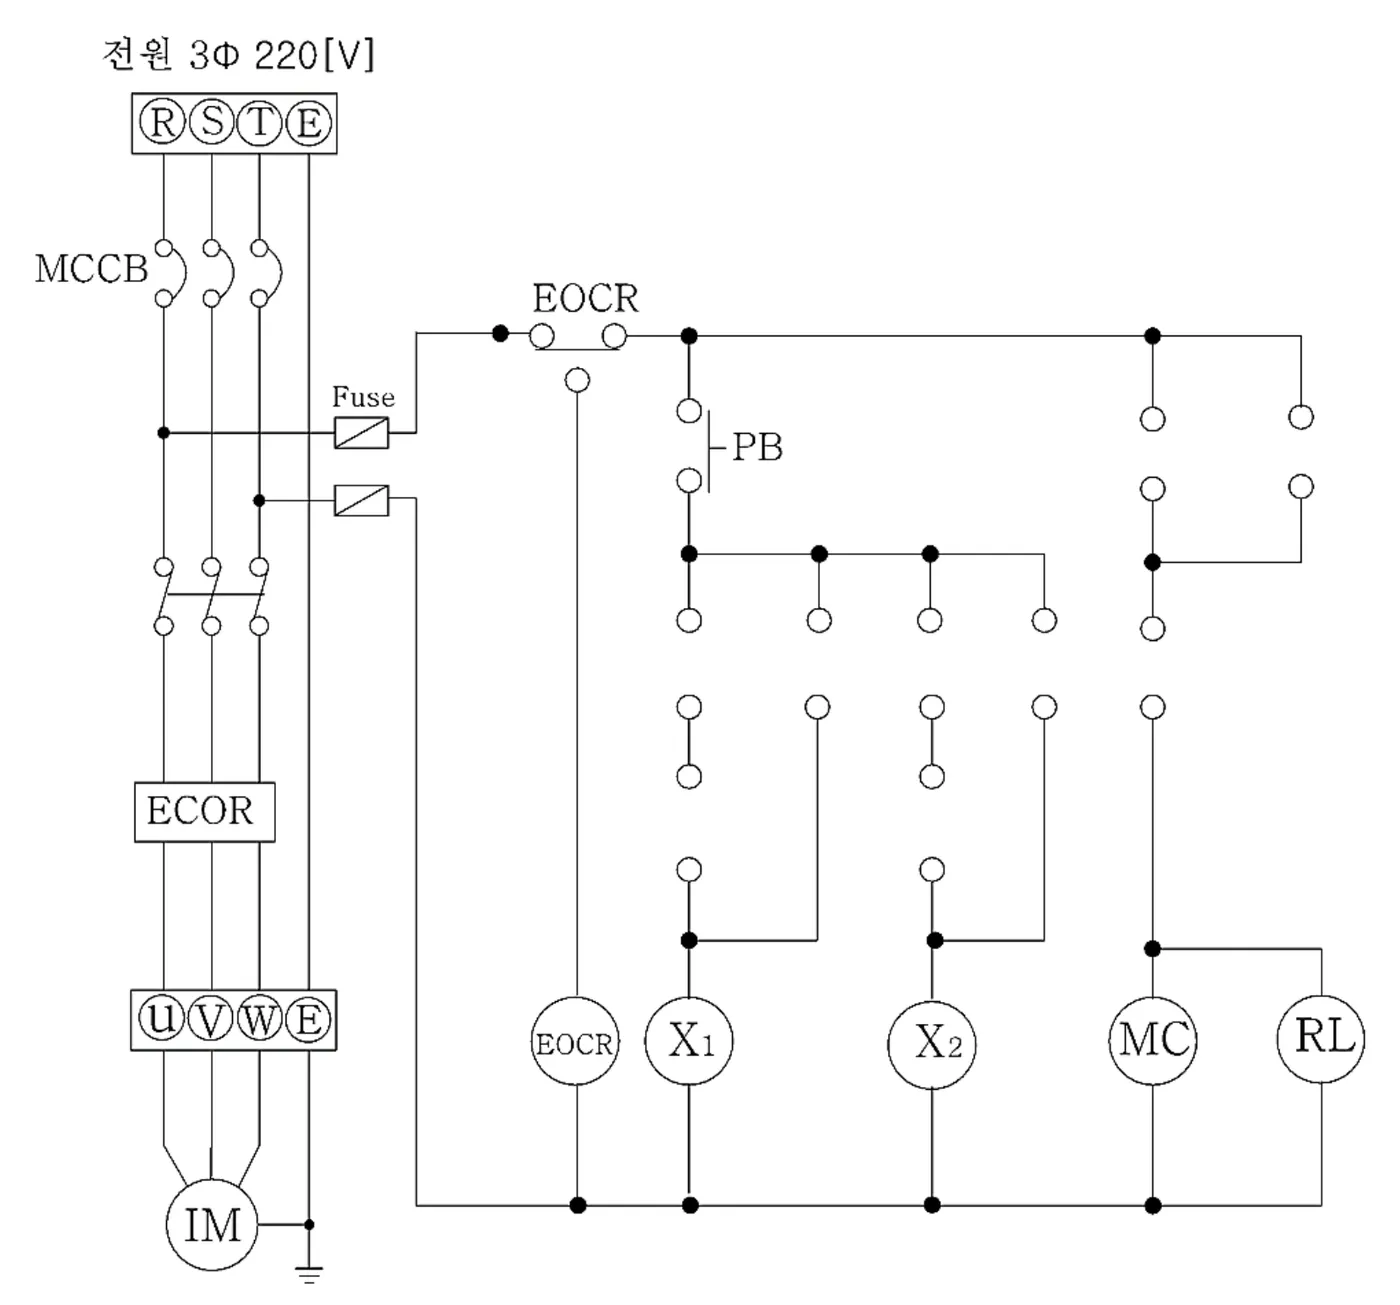 전원 3Φ 220[V]
R S T E
MCCB
EOCR
Fuse
PB
ECOR
u V W E
EOCR
X1
X2
MC
RL
IM